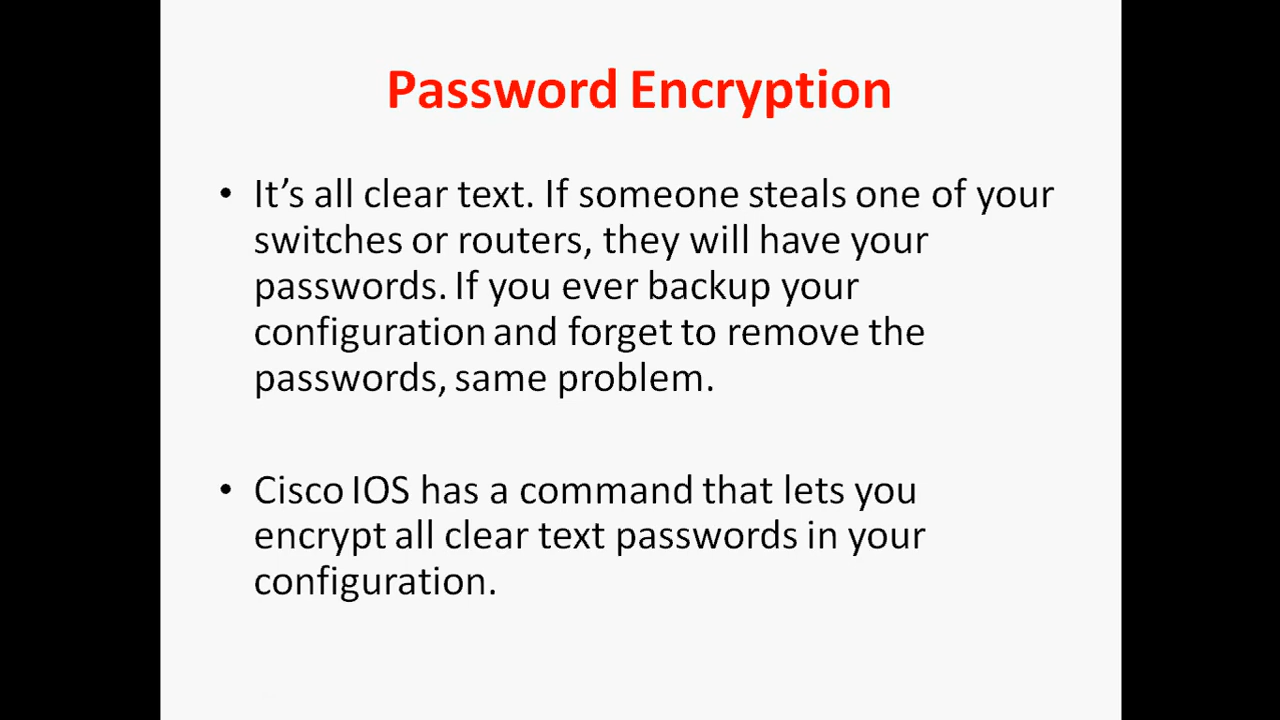 Password Encryption
• It’s all clear text. If someone steals one of your
switches or routers, they will have your
passwords. If you ever backup your
configuration and forget to remove the
passwords, same problem.
• Cisco IOS has a command that lets you
encrypt all clear text passwords in your
configuration.